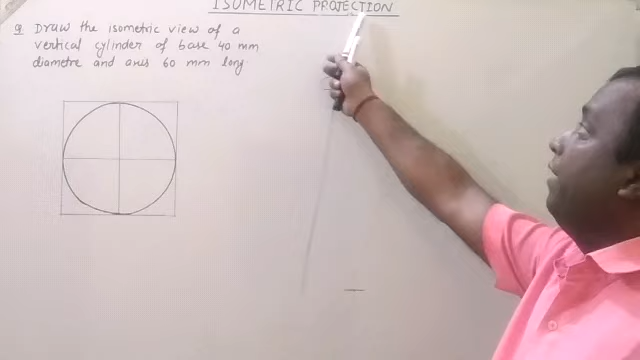 ISOMETRIC PROJECTION
Q Draw the isometric view of a
vertical cylinder of base 40 mm
diametre and axis 60 mm long